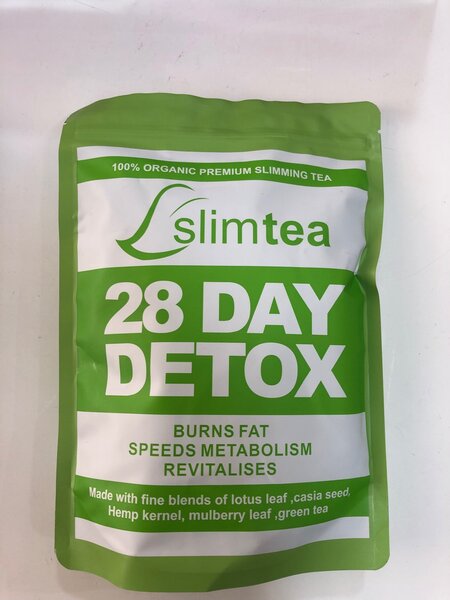 100% ORGANIC PREMIUM SLIMMING TEA
slimtea
28 DAY
DETOX
BURNS FAT
SPEEDS METABOLISM
REVITALISES
Made with fine blends of lotus leaf ,casia seed,
Hemp kernel, mulberry leaf ,green tea